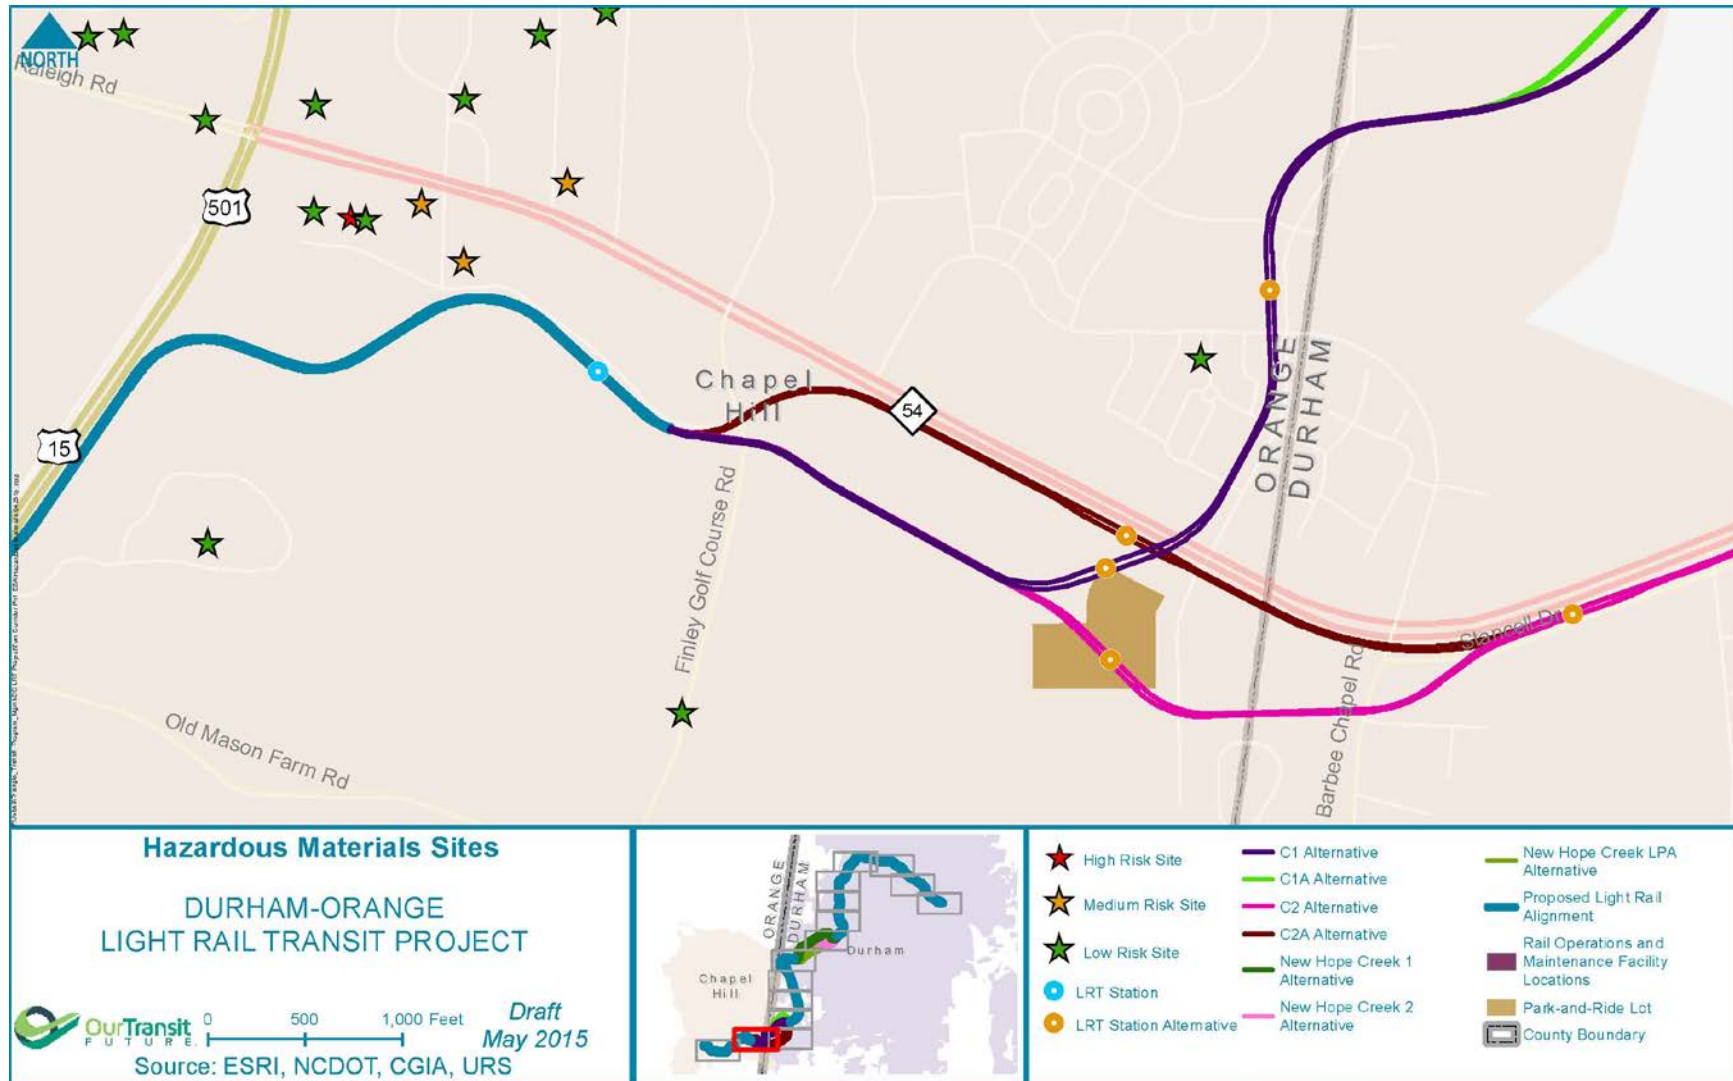 NORTH
Raleigh Rd
501
15
Chapel
Hill
54
ORANGE
DURHAM
Finley Golf Course Rd
Old Mason Farm Rd
Barbee Chapel Rd
Stancell Dr
Hazardous Materials Sites
DURHAM-ORANGE
LIGHT RAIL TRANSIT PROJECT
OurTransit
FUTURE
0 500 1,000 Feet
Draft
May 2015
Source: ESRI, NCDOT, CGIA, URS
ORANGE
DURHAM
Durham
Chapel
Hill
High Risk Site
Medium Risk Site
Low Risk Site
LRT Station
LRT Station Alternative
C1 Alternative
C1A Alternative
C2 Alternative
C2A Alternative
New Hope Creek 1
Alternative
New Hope Creek 2
Alternative
New Hope Creek LPA
Alternative
Proposed Light Rail
Alignment
Rail Operations and
Maintenance Facility
Locations
Park-and-Ride Lot
County Boundary